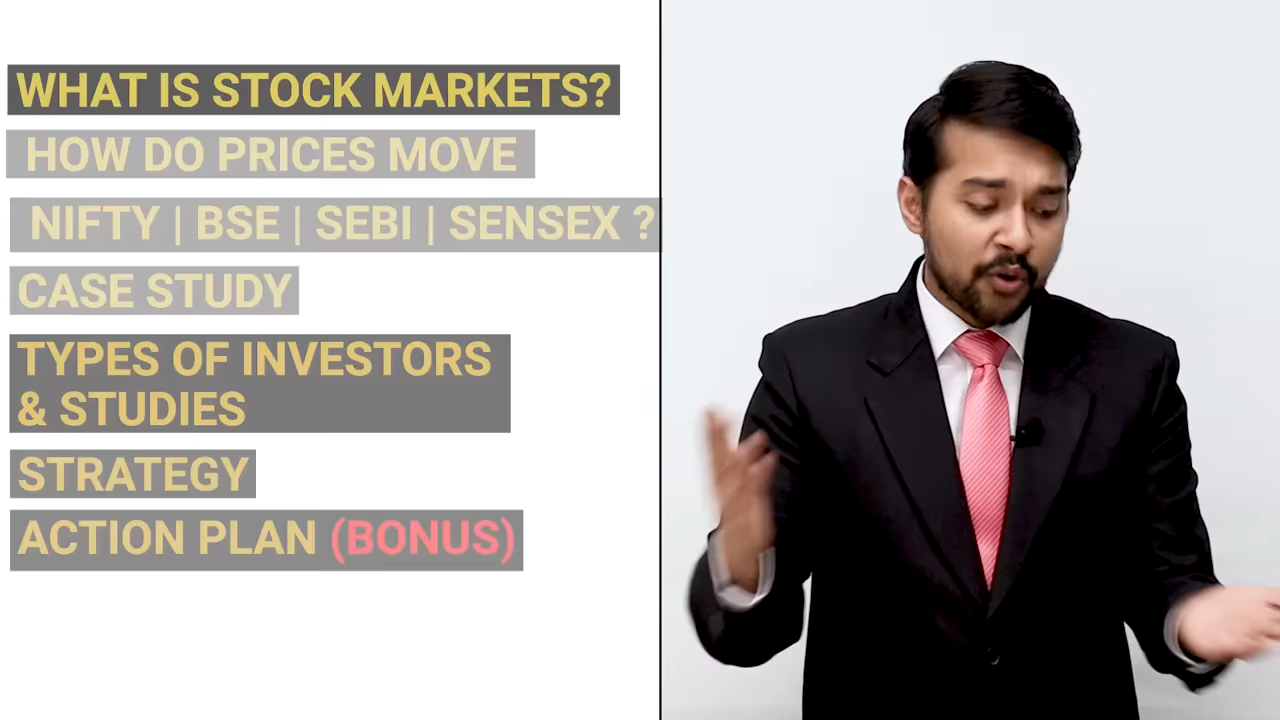 WHAT IS STOCK MARKETS?
HOW DO PRICES MOVE
NIFTY | BSE | SEBI | SENSEX ?
CASE STUDY
TYPES OF INVESTORS
& STUDIES
STRATEGY
ACTION PLAN (BONUS)